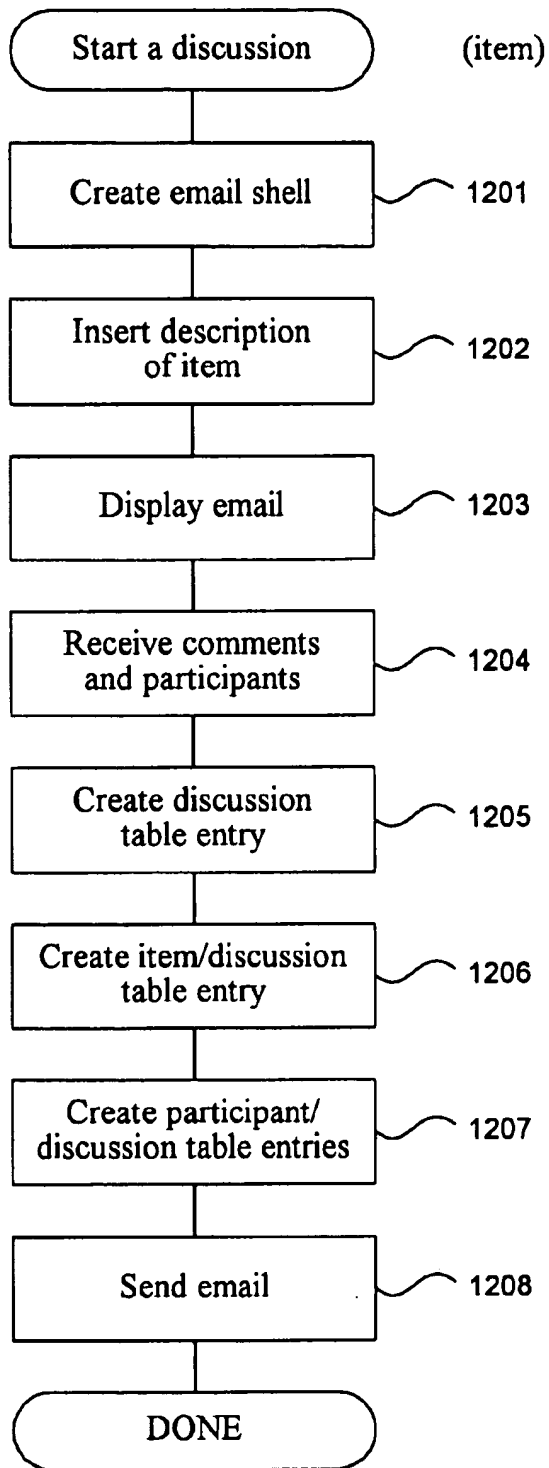 Start a discussion (item)
Create email shell 1201
Insert description
of item 1202
Display email 1203
Receive comments
and participants 1204
Create discussion
table entry 1205
Create item/discussion
table entry 1206
Create participant/
discussion table entries 1207
Send email 1208
DONE